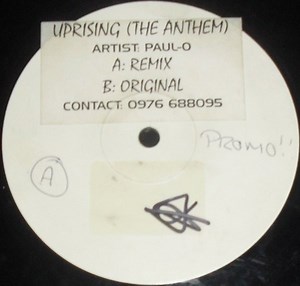 UPRISING (THE ANTHEM)
ARTIST: PAUL-O
A: REMIX
B: ORIGINAL
CONTACT: 0976 688095
PROMO!!
A